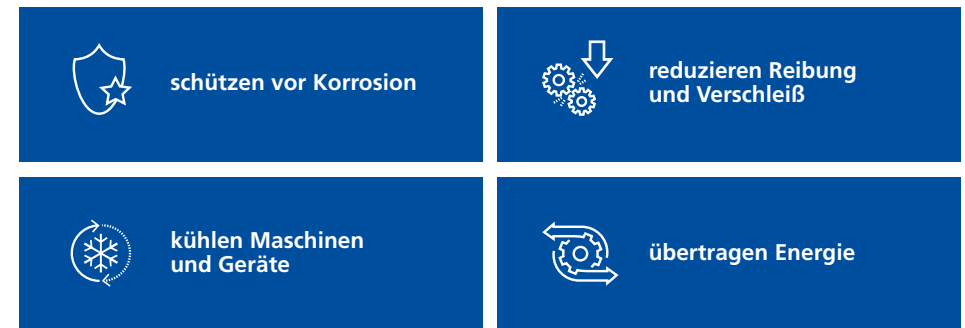 schützen vor Korrosion
reduzieren Reibung
und Verschleiß
kühlen Maschinen
und Geräte
übertragen Energie